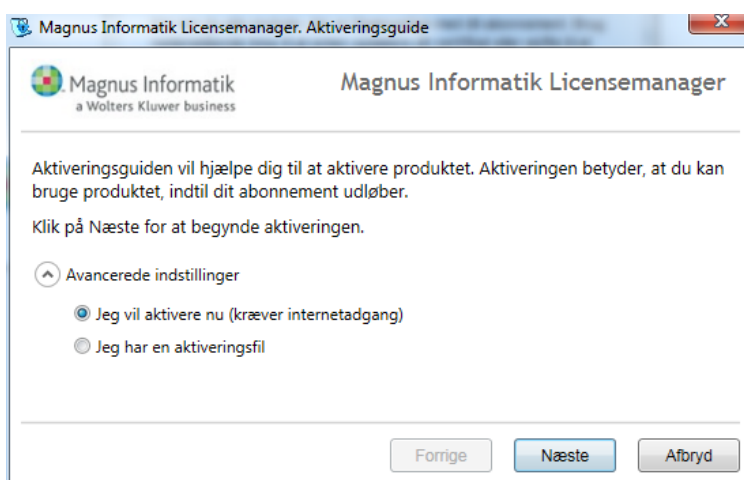 Magnus Informatik Licensemanager. Aktiveringsguide
Magnus Informatik
a Wolters Kluwer business
Magnus Informatik Licensemanager
Aktiveringsguiden vil hjælpe dig til at aktivere produktet. Aktiveringen betyder, at du kan
bruge produktet, indtil dit abonnement udløber.
Klik på Næste for at begynde aktiveringen.
Avancerede indstillinger
Jeg vil aktivere nu (kræver internetadgang)
Jeg har en aktiveringsfil
Forrige
Næste
Afbryd